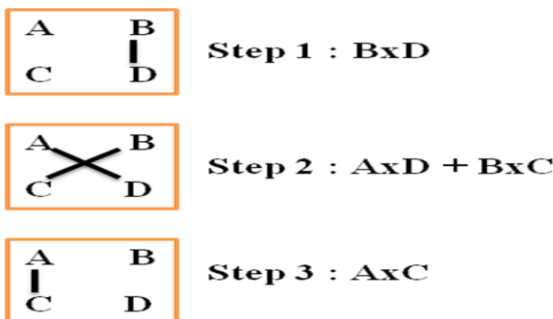 A B
C D
Step 1 : BxD
A B
C D
Step 2 : AxD + BxC
A B
C D
Step 3 : AxC